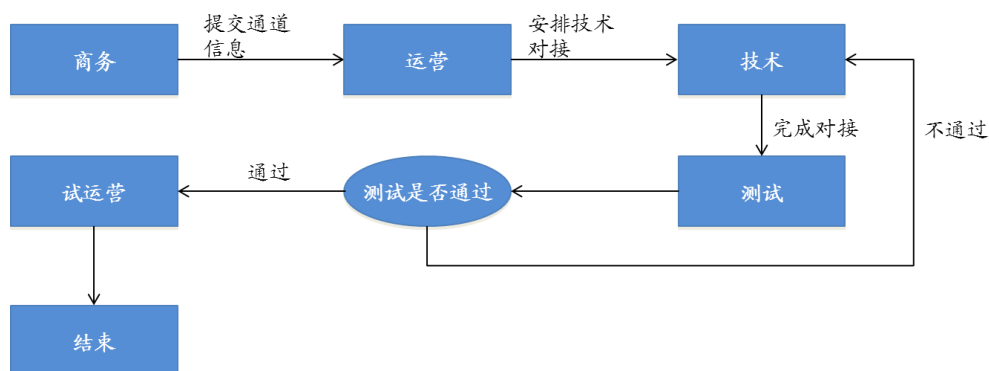 商务
提交通道
信息
运营
安排技术
对接
技术
完成对接
不通过
试运营
通过
测试是否通过
测试
结束